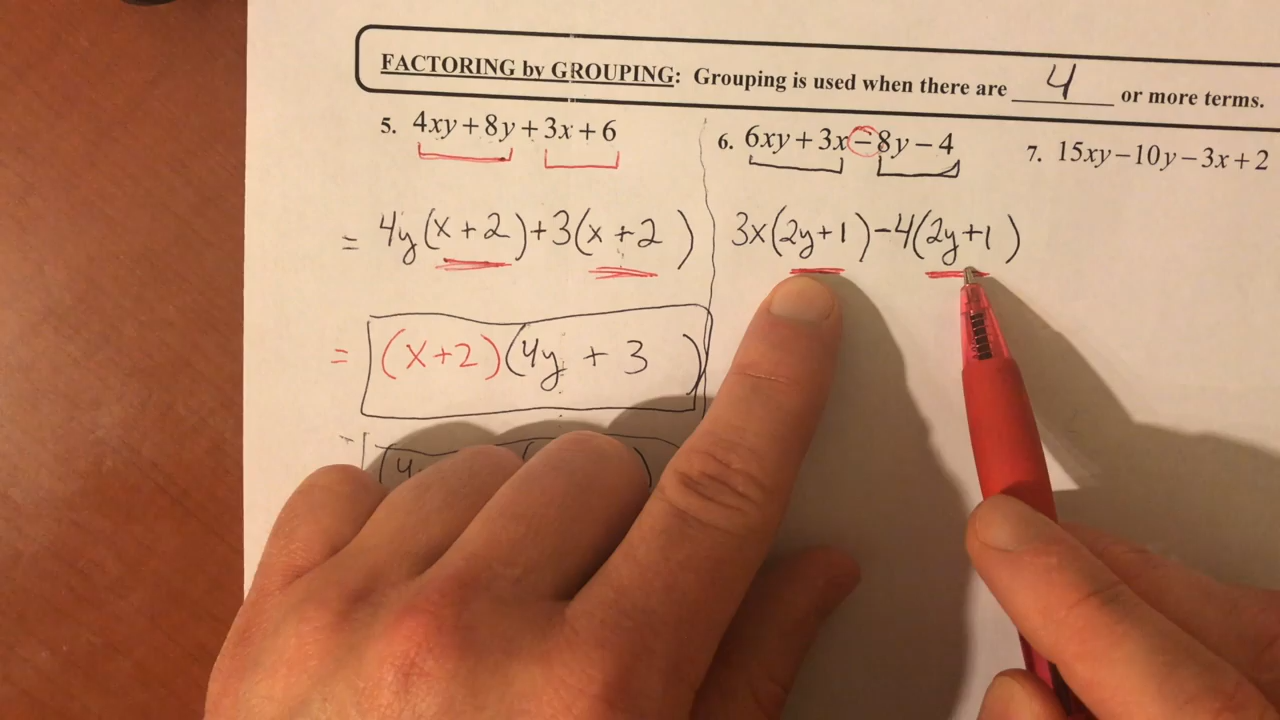 FACTORING by GROUPING: Grouping is used when there are 4 or more terms.
5. 4xy+8y+3x+6
= 4y(x+2)+3(x+2)
= (x+2)(4y + 3)
=
6. 6xy+3x−8y−4
3x(2y+1)−4(2y+1)
7. 15xy−10y−3x+2